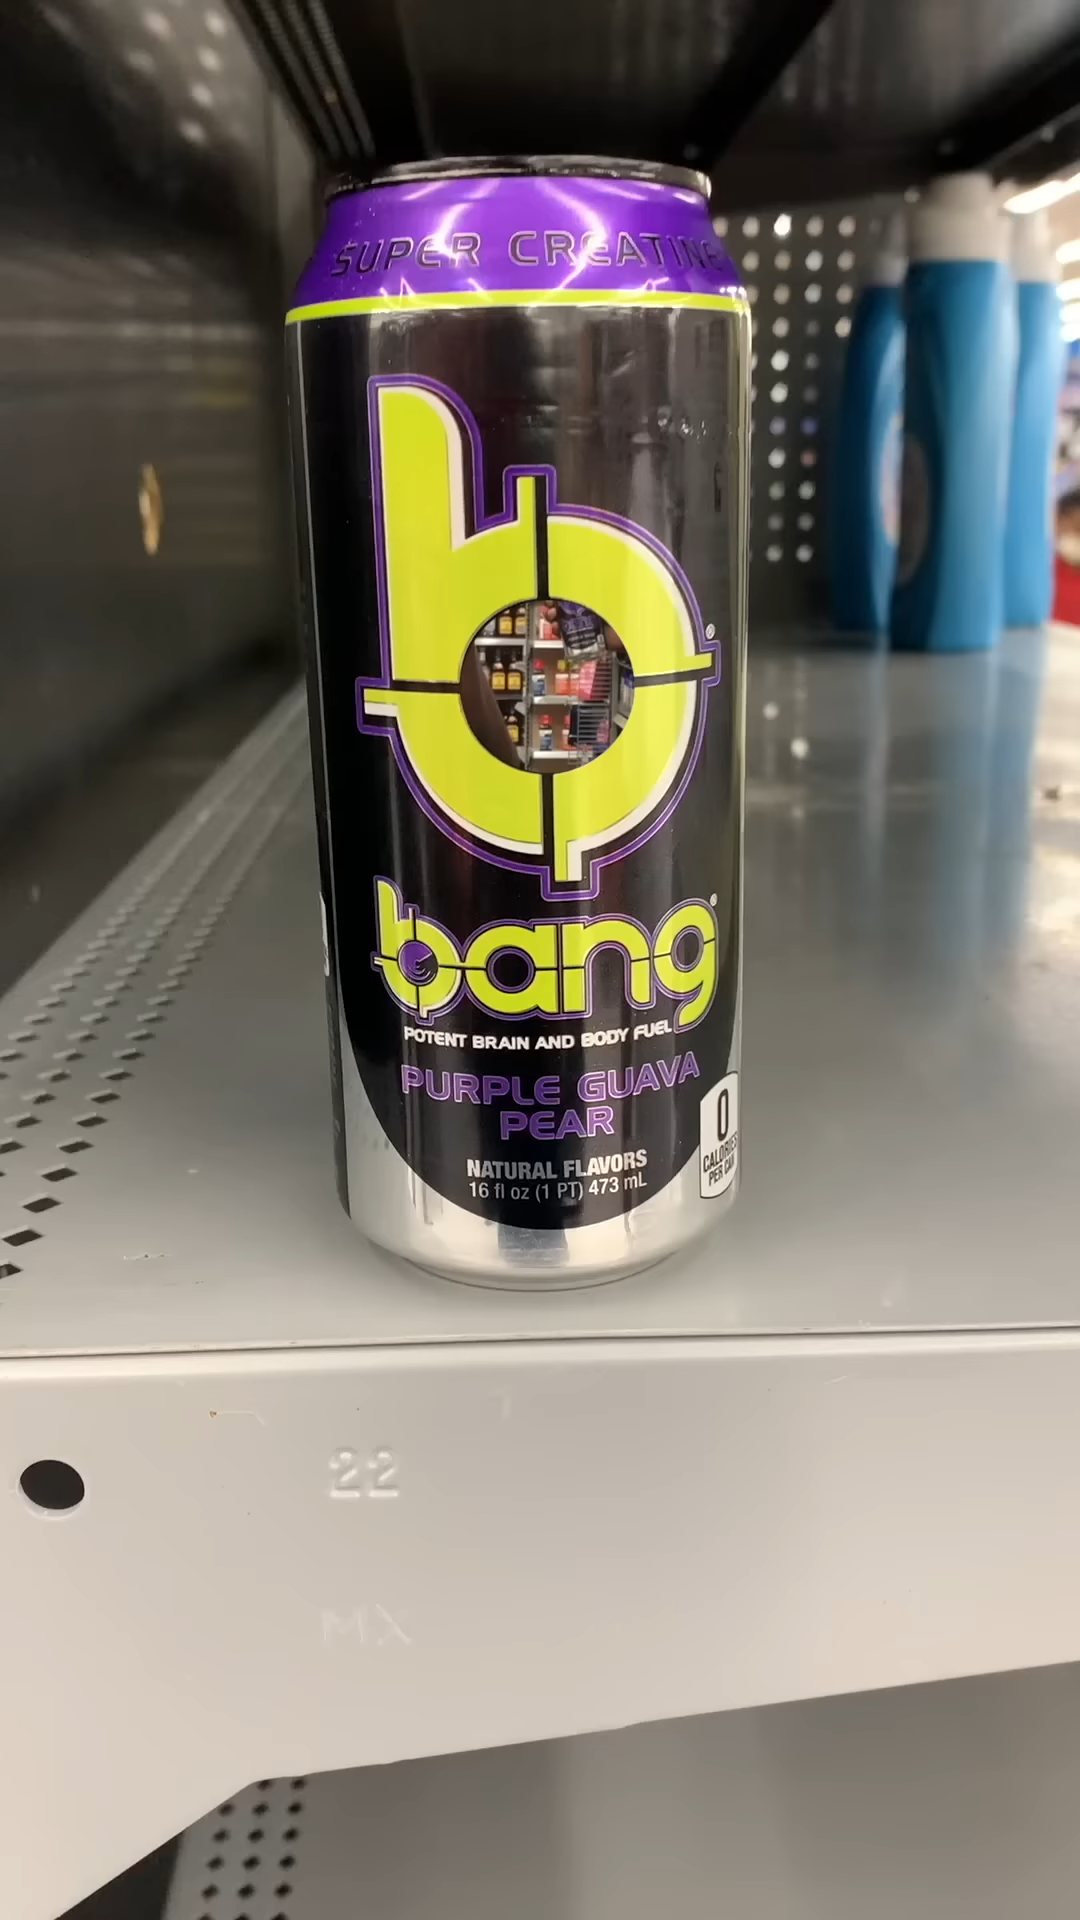 SUPER CREATINE
b®
bang®
POTENT BRAIN AND BODY FUEL
PURPLE GUAVA
PEAR
0
CALORIES
PER CAN
NATURAL FLAVORS
16 fl oz (1 PT) 473 mL
22
MX